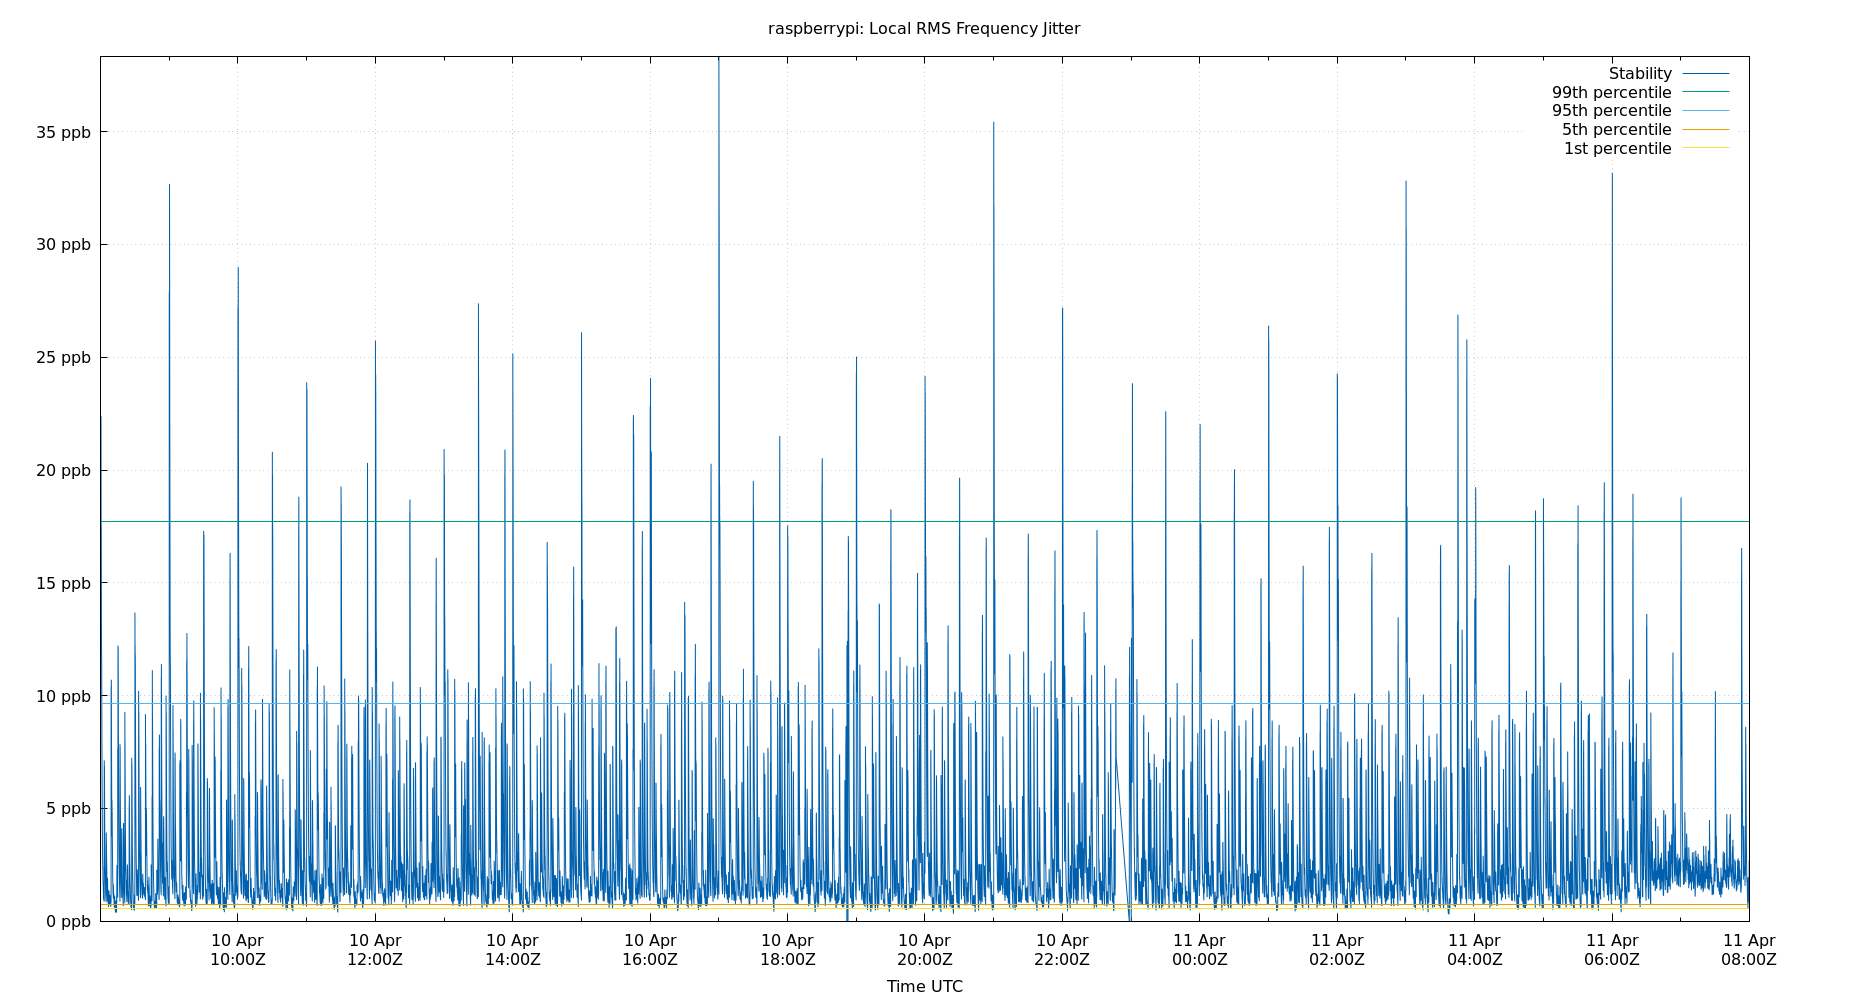 raspberrypi: Local RMS Frequency Jitter
Stability
99th percentile
95th percentile
5th percentile
1st percentile
35 ppb
30 ppb
25 ppb
20 ppb
15 ppb
10 ppb
5 ppb
0 ppb
10 Apr 10 Apr 10 Apr 10 Apr 10 Apr 10 Apr 10 Apr 11 Apr 11 Apr 11 Apr 11 Apr 11 Apr
10:00Z 12:00Z 14:00Z 16:00Z 18:00Z 20:00Z 22:00Z 00:00Z 02:00Z 04:00Z 06:00Z 08:00Z
Time UTC